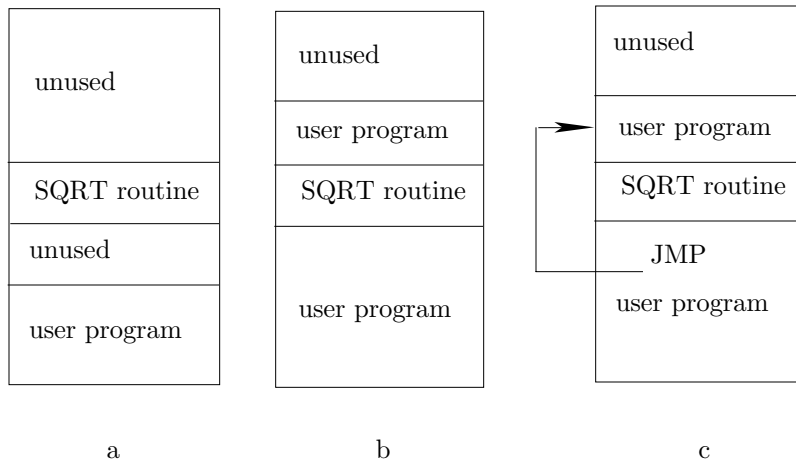 unused
SQRT routine
unused
user program
a
unused
user program
SQRT routine
user program
b
unused
user program
SQRT routine
JMP
user program
c